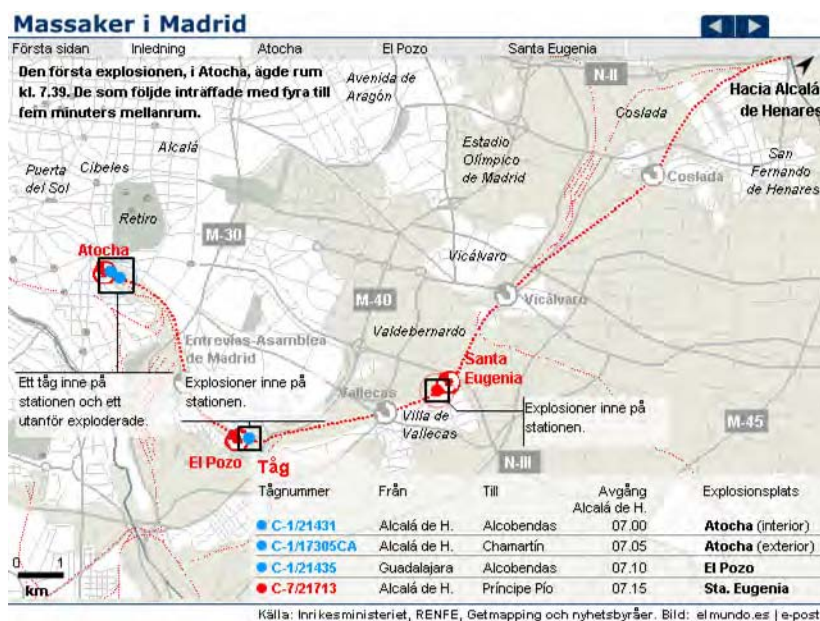 Massaker i Madrid
Första sidan Inledning Atocha El Pozo Santa Eugenia
Den första explosionen, i Atocha, ägde rum
kl. 7.39. De som följde inträffade med fyra till
fem minuters mellanrum.
Avenida de
Aragón
N-II
Hacia Alcalá
de Henares
Coslada
Alcalá
Estadio
Olímpico
de Madrid
San
Fernando
de Henares
Puerta
del Sol
Cibeles
Coslada
Retiro
M-30
Atocha
Vicálvaro
M-40
Vicálvaro
Valdebernardo
Entrevías-Asamblea
de Madrid
Santa
Eugenia
Ett tåg inne på
stationen och ett
utanför exploderade.
Explosioner inne på
stationen.
Vallecas
Villa de
Vallecas
Explosioner inne på
stationen.
M-45
El Pozo
Tåg
N-III
Tågnummer Från Till Avgång Alcalá de H. Explosionsplats
C-1/21431 Alcalá de H. Alcobendas 07.00 Atocha (interior)
C-1/17305CA Alcalá de H. Chamartín 07.05 Atocha (exterior)
C-1/21435 Guadalajara Alcobendas 07.10 El Pozo
C-7/21713 Alcalá de H. Príncipe Pío 07.15 Sta. Eugenia
0 1
km
Källa: Inrikesministeriet, RENFE, Getmapping och nyhetsbyråer. Bild: elmundo.es | e-post